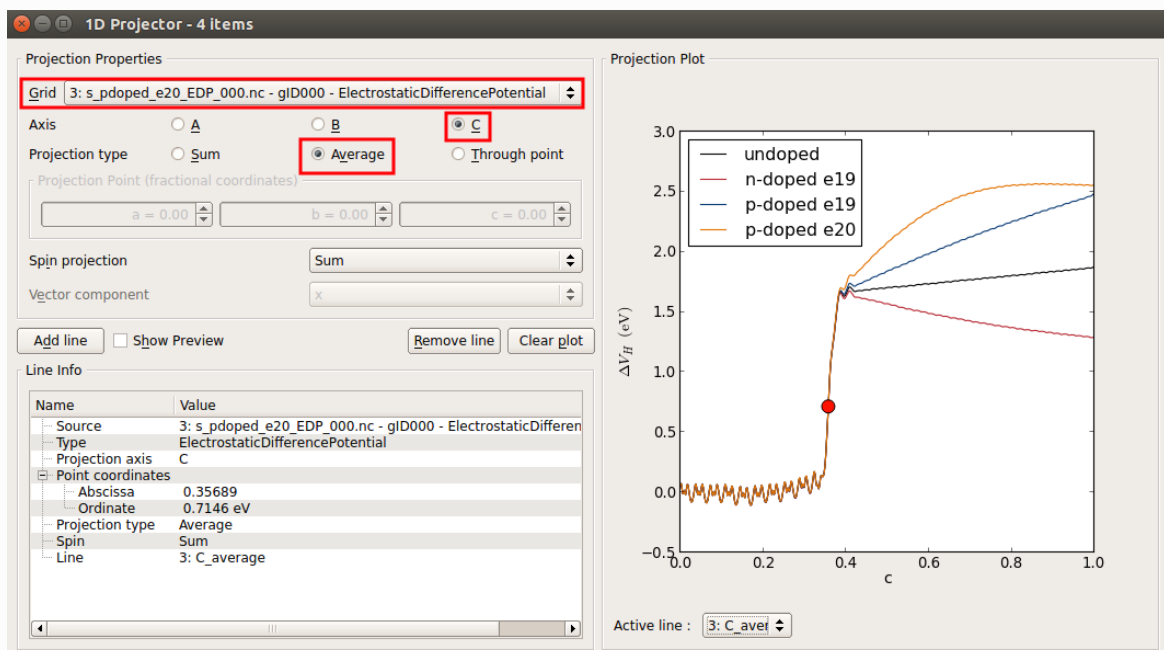 1D Projector - 4 items
Projection Properties
Grid 3: s_pdoped_e20_EDP_000.nc - gID000 - ElectrostaticDifferencePotential
Axis A B C
Projection type Sum Average Through point
Projection Point (fractional coordinates)
a = 0.00 b = 0.00 c = 0.00
Spin projection Sum
Vector component x
Add line Show Preview Remove line Clear plot
Line Info
Name Value
Source 3: s_pdoped_e20_EDP_000.nc - gID000 - ElectrostaticDifferen
Type ElectrostaticDifferencePotential
Projection axis C
Point coordinates
Abscissa 0.35689
Ordinate 0.7146 eV
Projection type Average
Spin Sum
Line 3: C_average
Projection Plot
3.0
2.5
2.0
1.5
1.0
0.5
0.0
−0.5
ΔV_H (eV)
undoped
n-doped e19
p-doped e19
p-doped e20
0.0 0.2 0.4 0.6 0.8 1.0
c
Active line : 3: C_aver